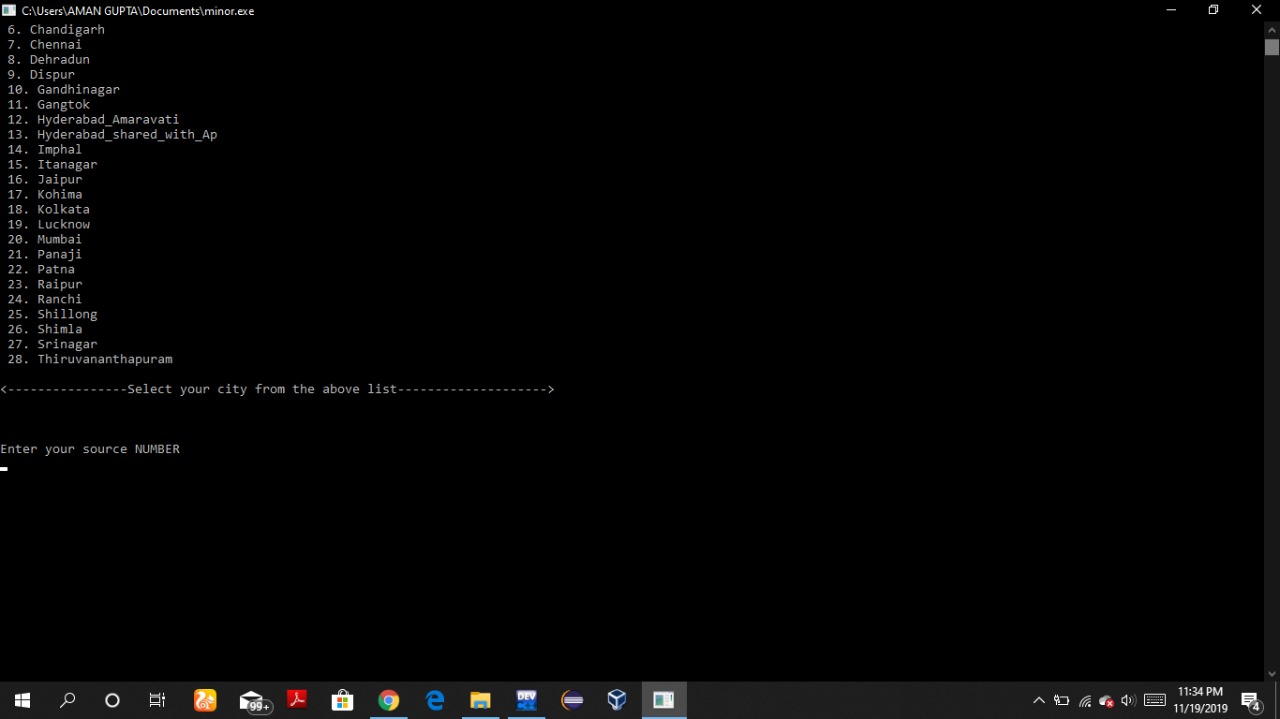 C:\Users\AMAN GUPTA\Documents\minor.exe
6. Chandigarh
7. Chennai
8. Dehradun
9. Dispur
10. Gandhinagar
11. Gangtok
12. Hyderabad_Amaravati
13. Hyderabad_shared_with_Ap
14. Imphal
15. Itanagar
16. Jaipur
17. Kohima
18. Kolkata
19. Lucknow
20. Mumbai
21. Panaji
22. Patna
23. Raipur
24. Ranchi
25. Shillong
26. Shimla
27. Srinagar
28. Thiruvananthapuram
<----------------Select your city from the above list-------------------->
Enter your source NUMBER
99+
DEV
11:34 PM
11/19/2019
4